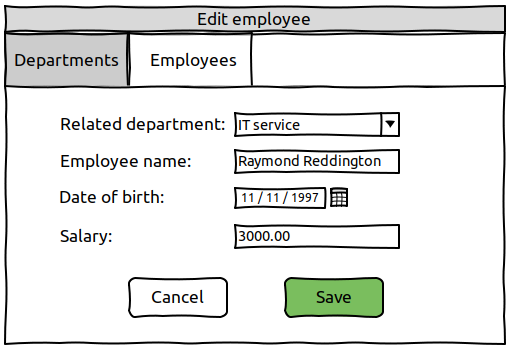 Edit employee
Departments Employees
Related department: IT service
Employee name: Raymond Reddington
Date of birth: 11 / 11 / 1997
Salary: 3000.00
Cancel Save